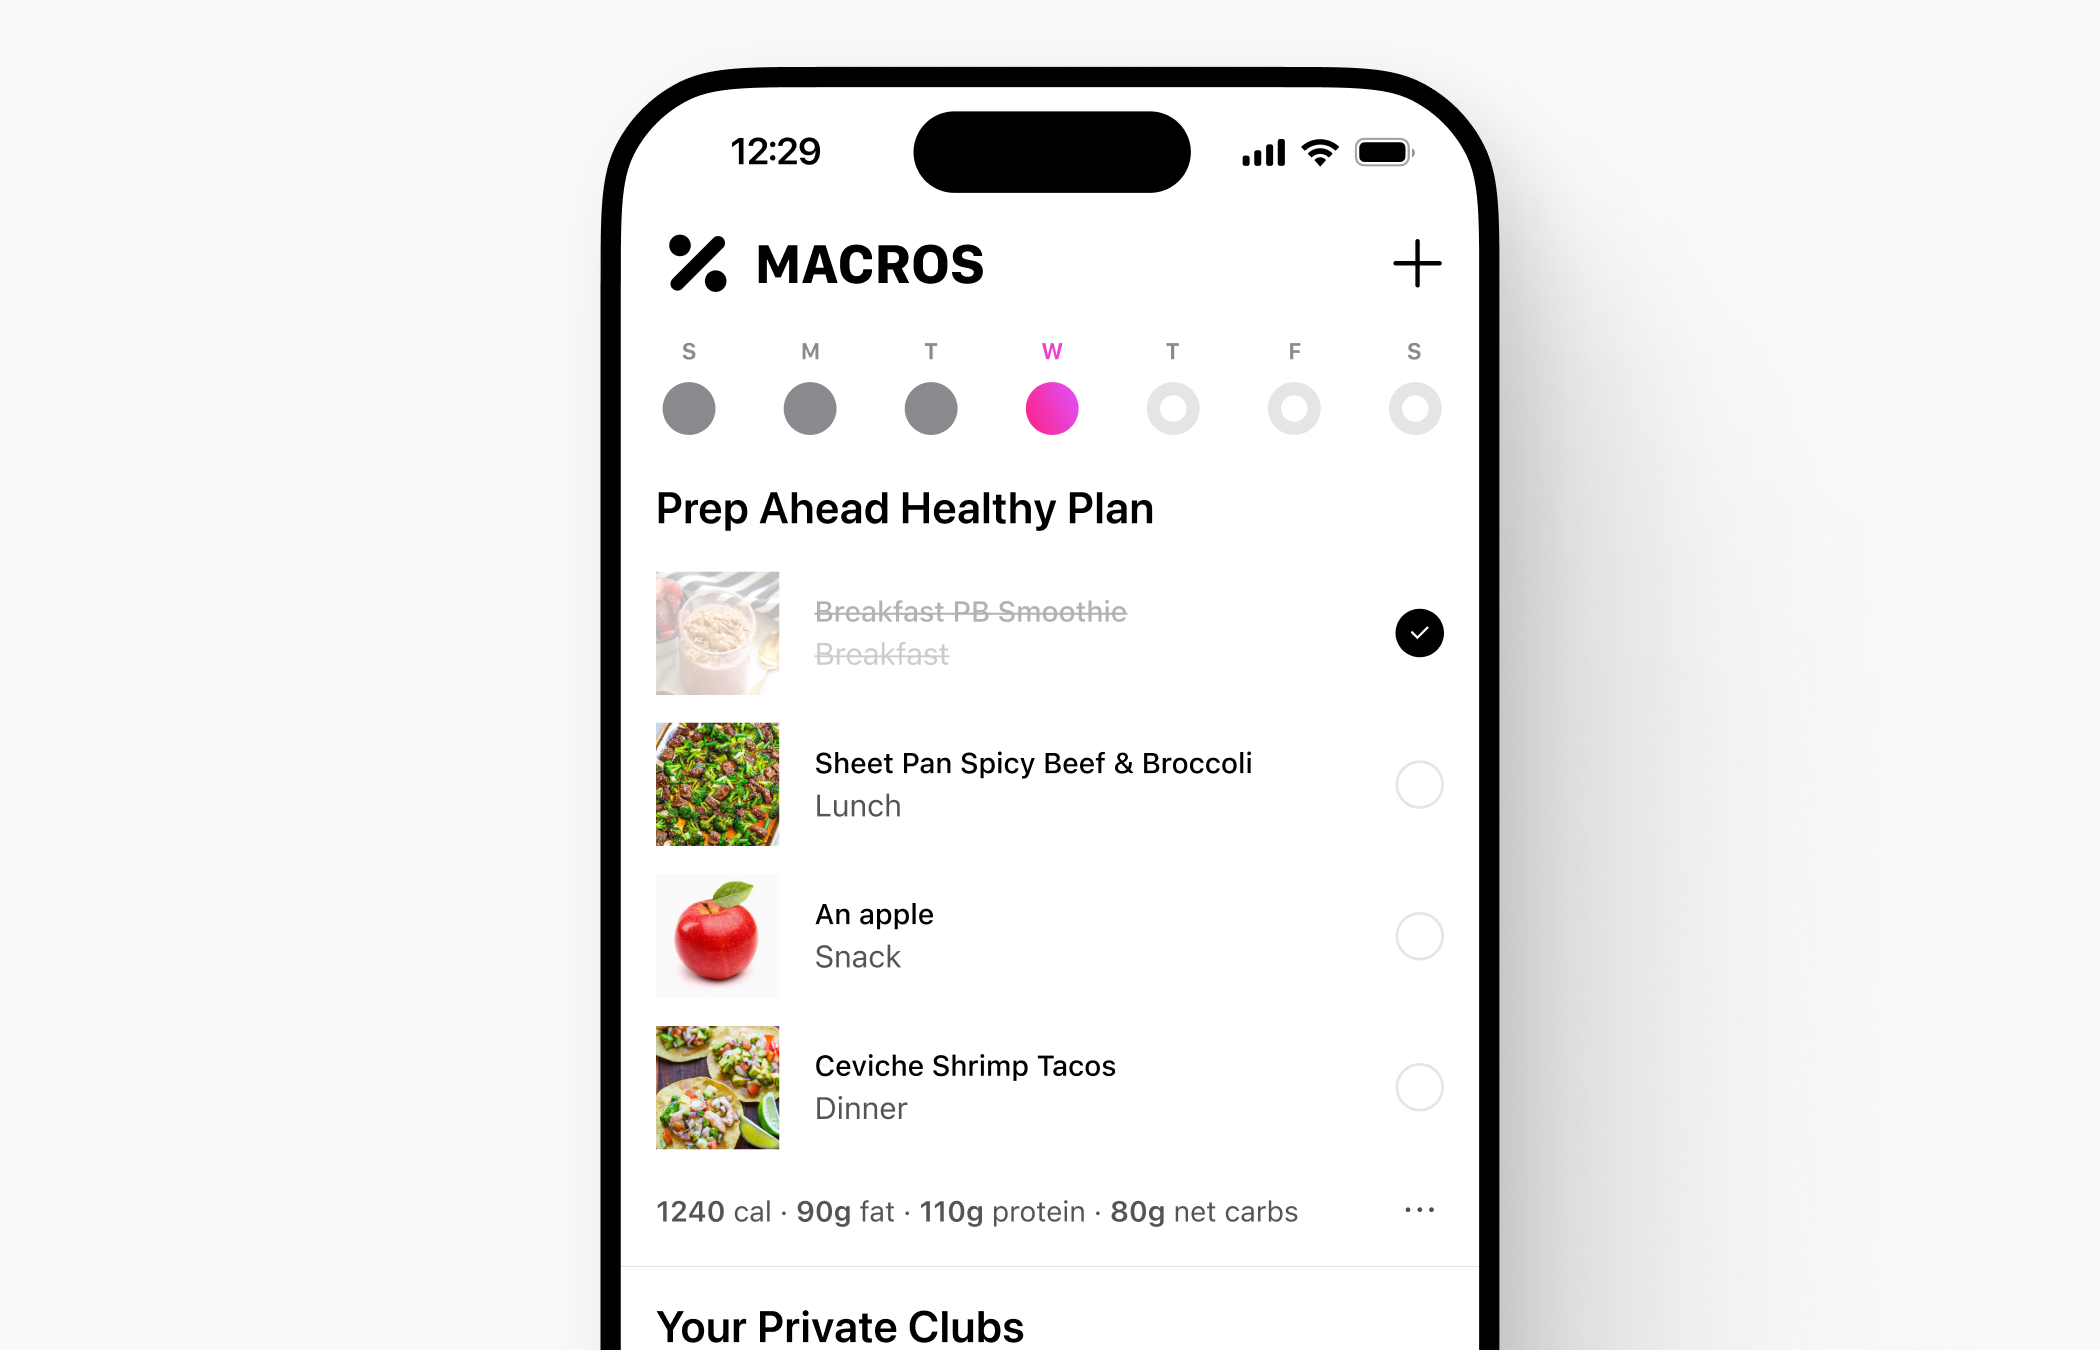 12:29
MACROS
S M T W T F S
Prep Ahead Healthy Plan
Breakfast PB Smoothie
Breakfast
Sheet Pan Spicy Beef & Broccoli
Lunch
An apple
Snack
Ceviche Shrimp Tacos
Dinner
1240 cal · 90g fat · 110g protein · 80g net carbs
Your Private Clubs